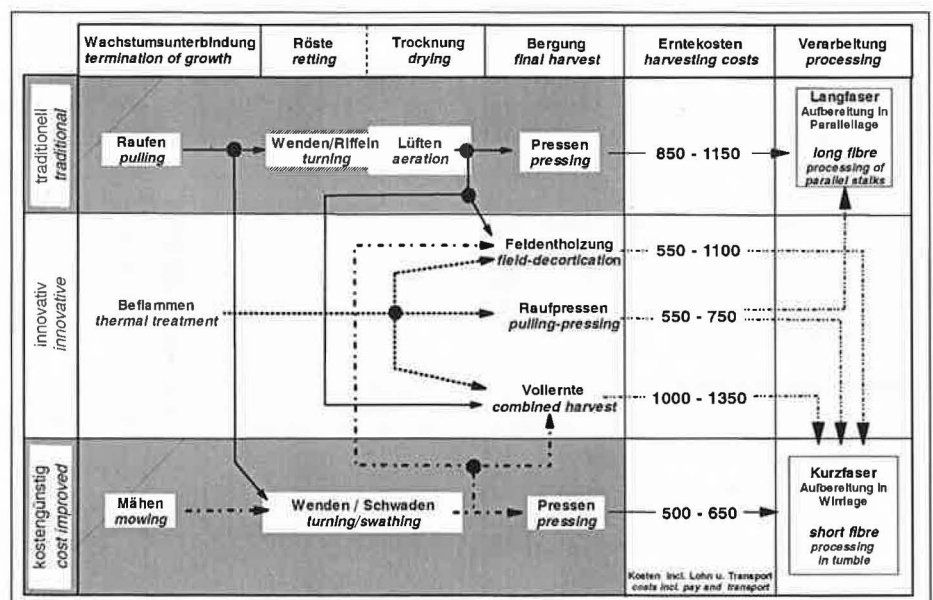 Wachstumsunterbindung
termination of growth
Röste
retting
Trocknung
drying
Bergung
final harvest
Erntekosten
harvesting costs
Verarbeitung
processing
traditionell
traditional
Raufen
pulling
Wenden/Riffeln
turning
Lüften
aeration
Pressen
pressing
850 - 1150
Langfaser
Aufbereitung in
Parallellage
long fibre
processing of
parallel stalks
innovativ
innovative
Beflammen
thermal treatment
Feldentholzung
field-decortication
550 - 1100
Raufpressen
pulling-pressing
550 - 750
Vollernte
combined harvest
1000 - 1350
kostengünstig
cost improved
Mähen
mowing
Wenden / Schwaden
turning/swathing
Pressen
pressing
500 - 650
Kurzfaser
Aufbereitung in
Wirrlage
short fibre
processing
in tumble
Kosten incl. Lohn u. Transport
costs incl. pay and transport